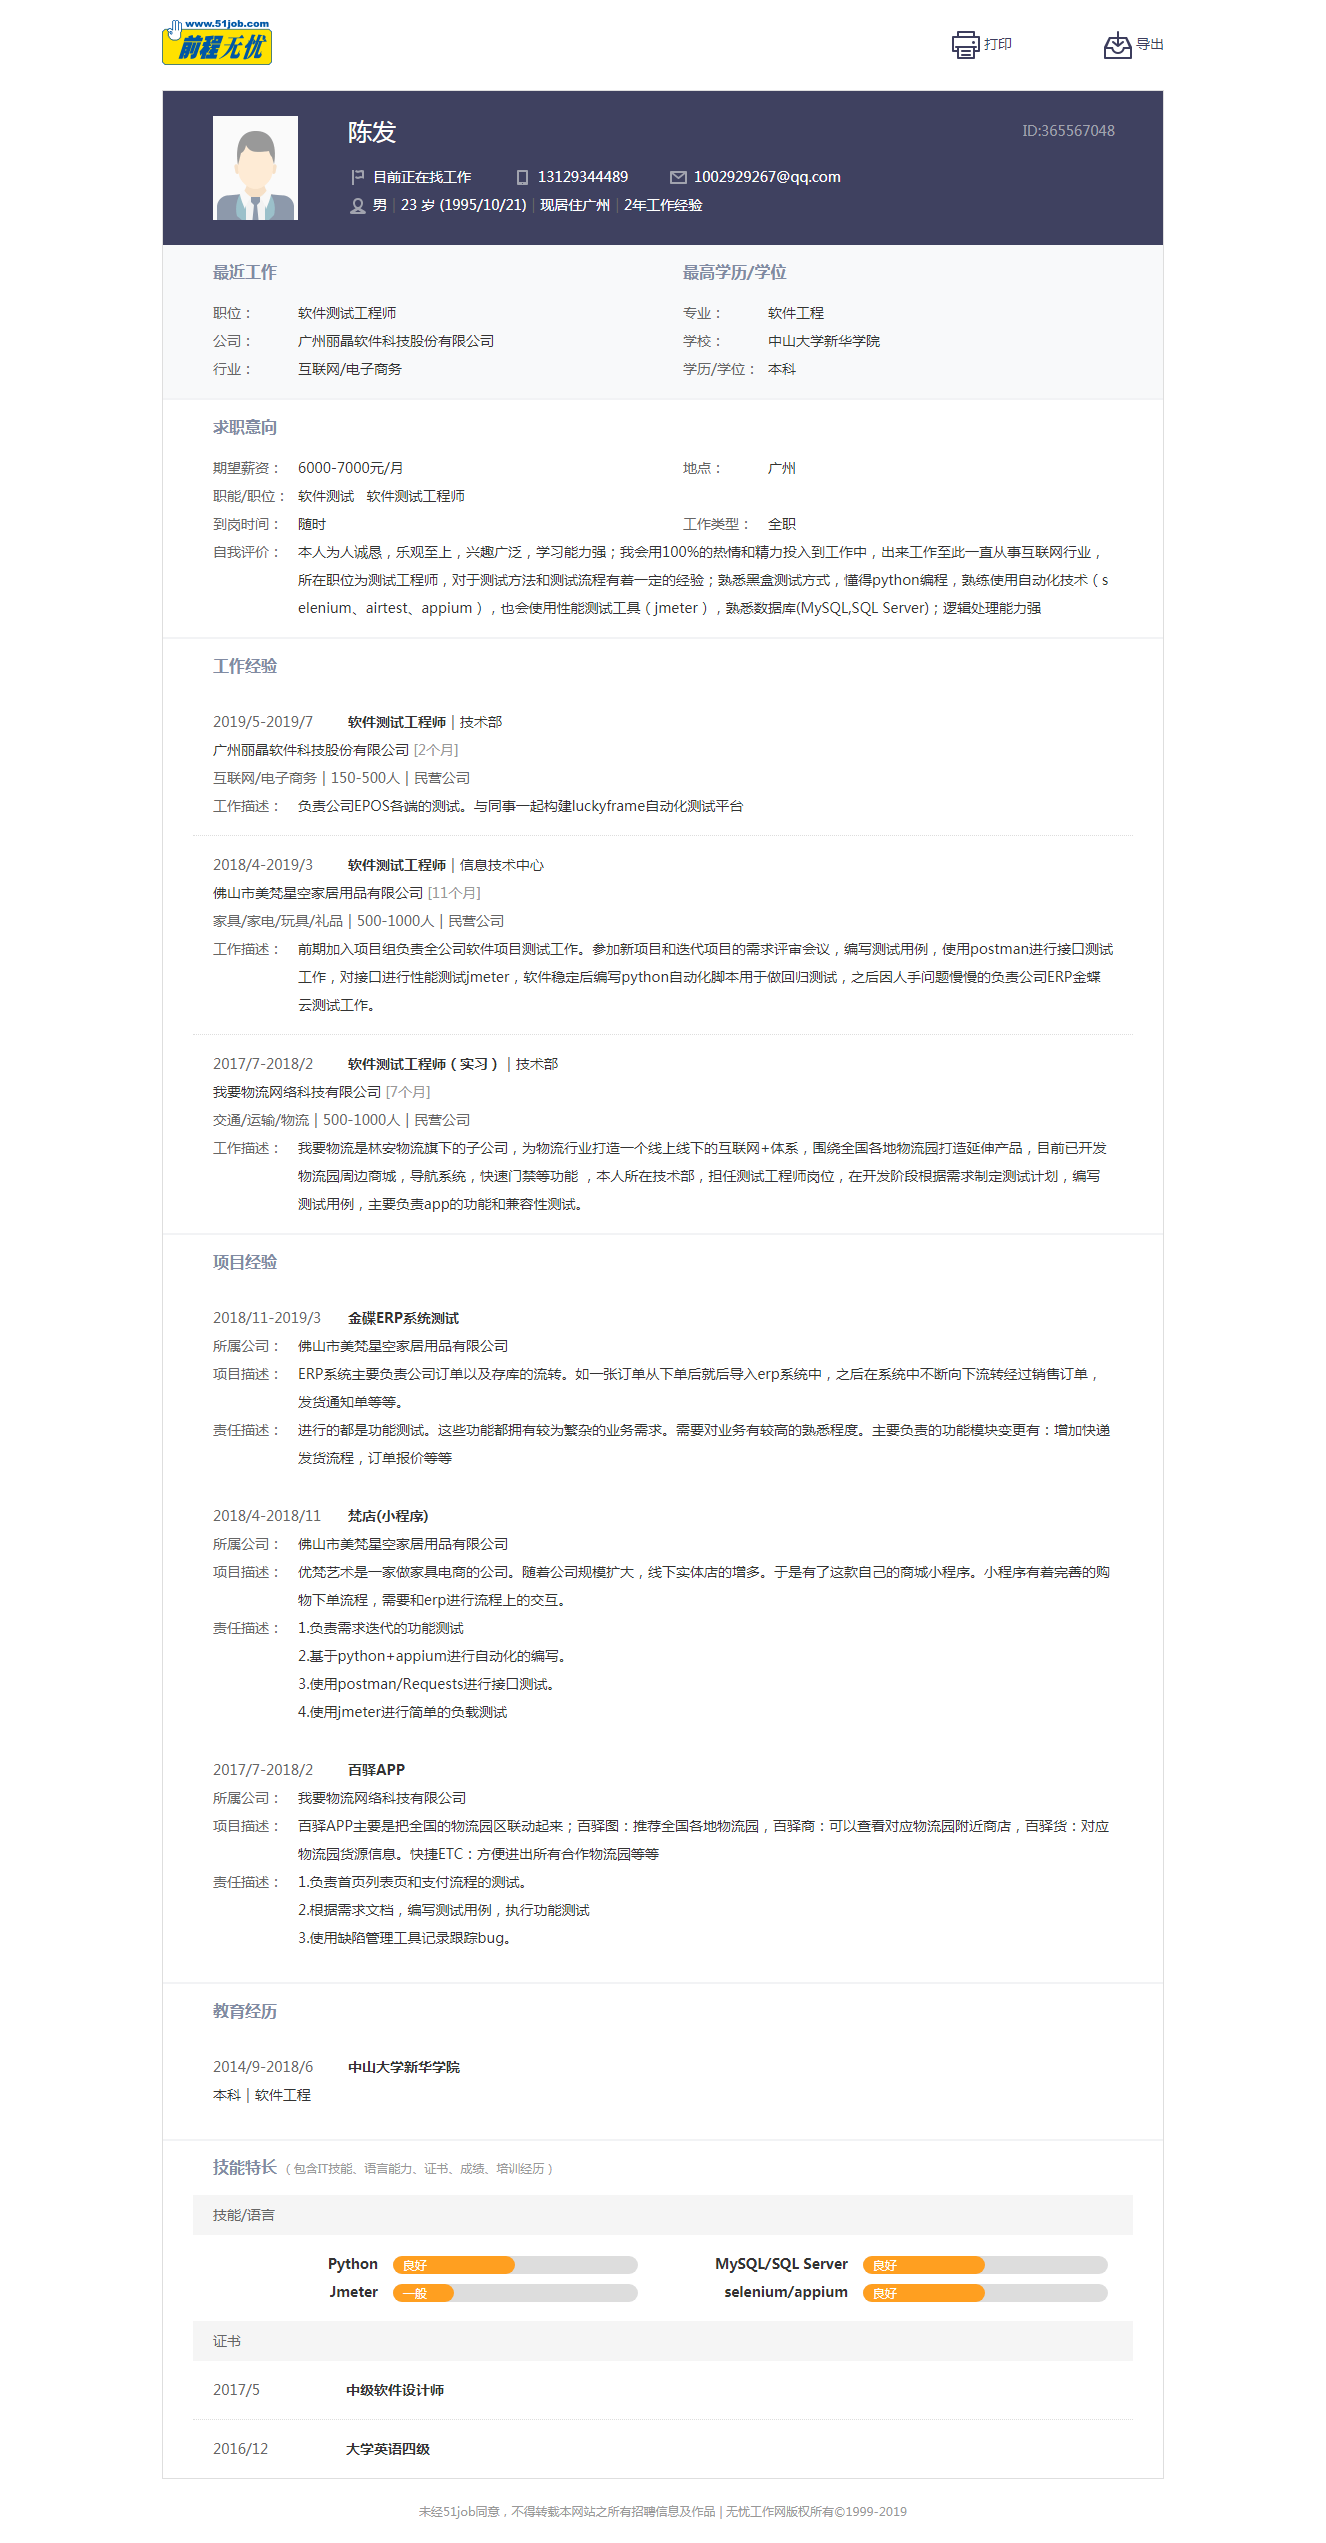 www.51job.com
前程无忧
打印
导出
陈发
ID:365567048
目前正在找工作 13129344489 1002929267@qq.com
男 | 23 岁 (1995/10/21) | 现居住广州 | 2年工作经验
最近工作 最高学历/学位
职位： 软件测试工程师 专业： 软件工程
公司： 广州丽晶软件科技股份有限公司 学校： 中山大学新华学院
行业： 互联网/电子商务 学历/学位： 本科
求职意向
期望薪资： 6000-7000元/月 地点： 广州
职能/职位： 软件测试 软件测试工程师
到岗时间： 随时 工作类型： 全职
自我评价： 本人为人诚恳，乐观至上，兴趣广泛，学习能力强；我会用100%的热情和精力投入到工作中，出来工作至此一直从事互联网行业，
所在职位为测试工程师，对于测试方法和测试流程有着一定的经验；熟悉黑盒测试方式，懂得python编程，熟练使用自动化技术（s
elenium、airtest、appium），也会使用性能测试工具（jmeter），熟悉数据库(MySQL,SQL Server)；逻辑处理能力强
工作经验
2019/5-2019/7 软件测试工程师 | 技术部
广州丽晶软件科技股份有限公司 [2个月]
互联网/电子商务 | 150-500人 | 民营公司
工作描述： 负责公司EPOS各端的测试。与同事一起构建luckyframe自动化测试平台
2018/4-2019/3 软件测试工程师 | 信息技术中心
佛山市美梵星空家居用品有限公司 [11个月]
家具/家电/玩具/礼品 | 500-1000人 | 民营公司
工作描述： 前期加入项目组负责全公司软件项目测试工作。参加新项目和迭代项目的需求评审会议，编写测试用例，使用postman进行接口测试
工作，对接口进行性能测试jmeter，软件稳定后编写python自动化脚本用于做回归测试，之后因人手问题慢慢的负责公司ERP金蝶
云测试工作。
2017/7-2018/2 软件测试工程师（实习） | 技术部
我要物流网络科技有限公司 [7个月]
交通/运输/物流 | 500-1000人 | 民营公司
工作描述： 我要物流是林安物流旗下的子公司，为物流行业打造一个线上线下的互联网+体系，围绕全国各地物流园打造延伸产品，目前已开发
物流园周边商城，导航系统，快速门禁等功能 ，本人所在技术部，担任测试工程师岗位，在开发阶段根据需求制定测试计划，编写
测试用例，主要负责app的功能和兼容性测试。
项目经验
2018/11-2019/3 金碟ERP系统测试
所属公司： 佛山市美梵星空家居用品有限公司
项目描述： ERP系统主要负责公司订单以及存库的流转。如一张订单从下单后就后导入erp系统中，之后在系统中不断向下流转经过销售订单，
发货通知单等等。
责任描述： 进行的都是功能测试。这些功能都拥有较为繁杂的业务需求。需要对业务有较高的熟悉程度。主要负责的功能模块变更有：增加快递
发货流程，订单报价等等
2018/4-2018/11 梵店(小程序)
所属公司： 佛山市美梵星空家居用品有限公司
项目描述： 优梵艺术是一家做家具电商的公司。随着公司规模扩大，线下实体店的增多。于是有了这款自己的商城小程序。小程序有着完善的购
物下单流程，需要和erp进行流程上的交互。
责任描述： 1.负责需求迭代的功能测试
2.基于python+appium进行自动化的编写。
3.使用postman/Requests进行接口测试。
4.使用jmeter进行简单的负载测试
2017/7-2018/2 百驿APP
所属公司： 我要物流网络科技有限公司
项目描述： 百驿APP主要是把全国的物流园区联动起来；百驿图：推荐全国各地物流园，百驿商：可以查看对应物流园附近商店，百驿货：对应
物流园货源信息。快捷ETC：方便进出所有合作物流园等等
责任描述： 1.负责首页列表页和支付流程的测试。
2.根据需求文档，编写测试用例，执行功能测试
3.使用缺陷管理工具记录跟踪bug。
教育经历
2014/9-2018/6 中山大学新华学院
本科 | 软件工程
技能特长 （包含IT技能、语言能力、证书、成绩、培训经历）
技能/语言
Python 良好 MySQL/SQL Server 良好
Jmeter 一般 selenium/appium 良好
证书
2017/5 中级软件设计师
2016/12 大学英语四级
未经51job同意，不得转载本网站之所有招聘信息及作品 | 无忧工作网版权所有©1999-2019